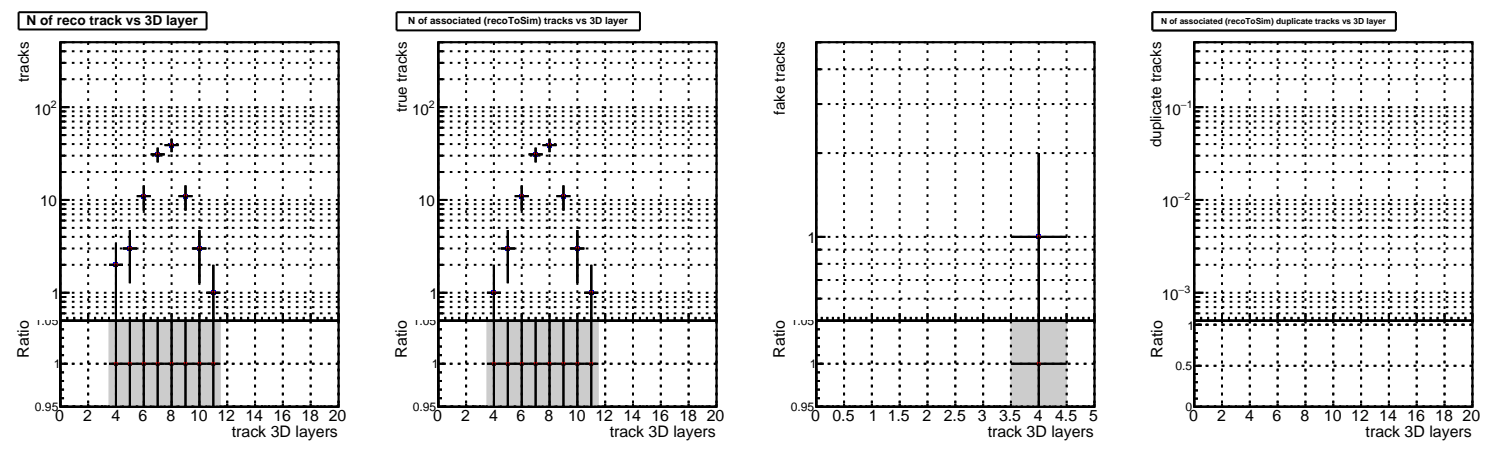 N of reco track vs 3D layer
tracks
10²
10
1
Ratio
1.05
1
0.95
0 2 4 6 8 10 12 14 16 18 20
track 3D layers
N of associated (recoToSim) tracks vs 3D layer
true tracks
10²
10
1
Ratio
1.05
1
0.95
0 2 4 6 8 10 12 14 16 18 20
track 3D layers
fake tracks
1
Ratio
1.05
1
0.95
0 0.5 1 1.5 2 2.5 3 3.5 4 4.5 5
track 3D layers
N of associated (recoToSim) duplicate tracks vs 3D layer
duplicate tracks
10⁻¹
10⁻²
10⁻³
Ratio
1
0.5
0
0 2 4 6 8 10 12 14 16 18 20
track 3D layers